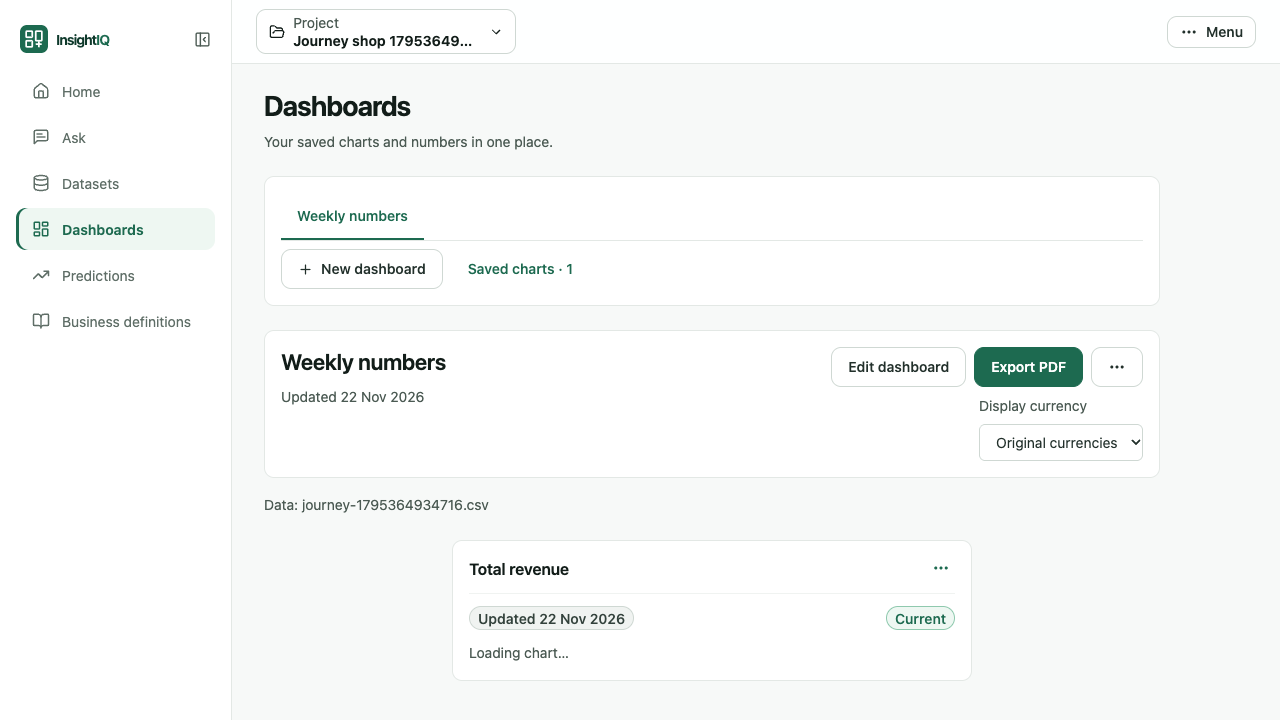 InsightIQ
Project
Journey shop 17953649...
Menu
Home
Ask
Datasets
Dashboards
Predictions
Business definitions
Dashboards
Your saved charts and numbers in one place.
Weekly numbers
New dashboard
Saved charts · 1
Weekly numbers
Updated 22 Nov 2026
Edit dashboard
Export PDF
Display currency
Original currencies
Data: journey-1795364934716.csv
Total revenue
Updated 22 Nov 2026
Current
Loading chart...